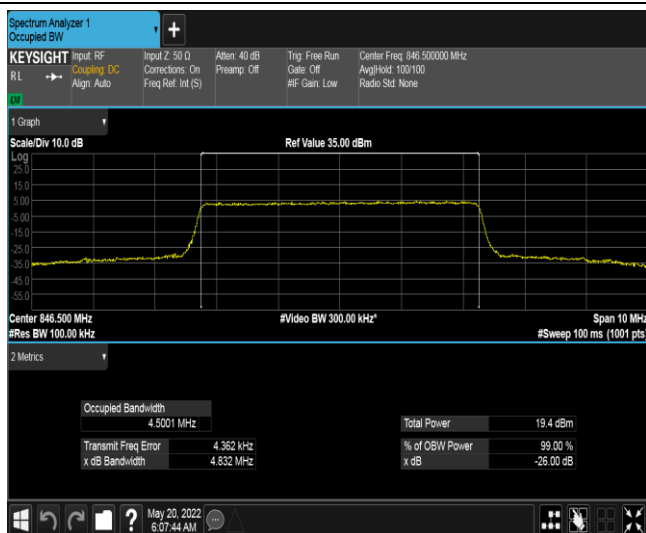 Spectrum Analyzer 1
Occupied BW
+
KEYSIGHT
R L
LXI
Input: RF
Coupling: DC
Align: Auto
Input Z: 50 Ω
Corrections: On
Freq Ref: Int (S)
Atten: 40 dB
Preamp: Off
Trig: Free Run
Gate: Off
#IF Gain: Low
Center Freq: 846.500000 MHz
Avg|Hold: 100/100
Radio Std: None
1 Graph
Scale/Div 10.0 dB
Ref Value 35.00 dBm
Log
25.0
15.0
5.00
-5.00
-15.0
-25.0
-35.0
-45.0
-55.0
Center 846.500 MHz
#Video BW 300.00 kHz*
Span 10 MHz
#Res BW 100.00 kHz
#Sweep 100 ms (1001 pts)
2 Metrics
Occupied Bandwidth
4.5001 MHz
Total Power 19.4 dBm
Transmit Freq Error 4.362 kHz
% of OBW Power 99.00 %
x dB Bandwidth 4.832 MHz
x dB -26.00 dB
?
May 20, 2022
6:07:44 AM